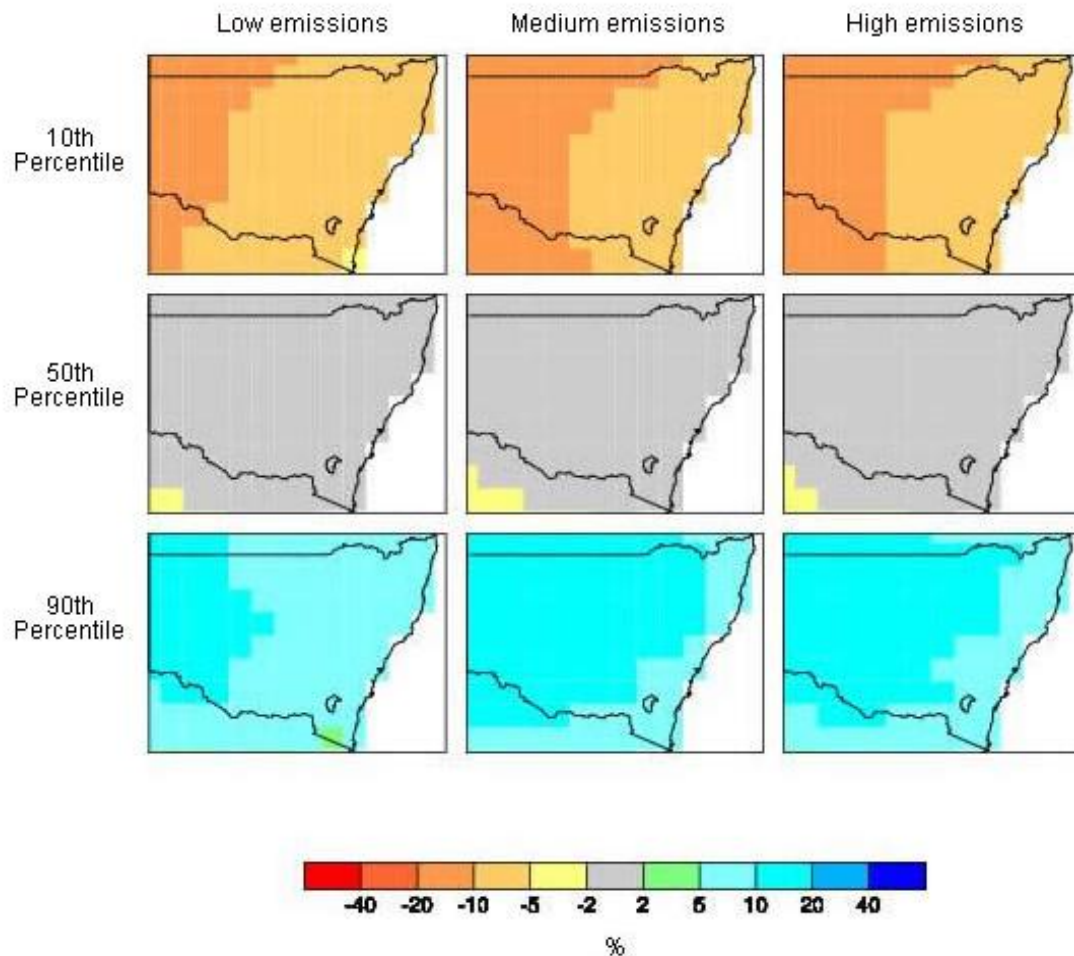 Low emissions Medium emissions High emissions
10th
Percentile
50th
Percentile
90th
Percentile
-40 -20 -10 -5 -2 2 5 10 20 40
%